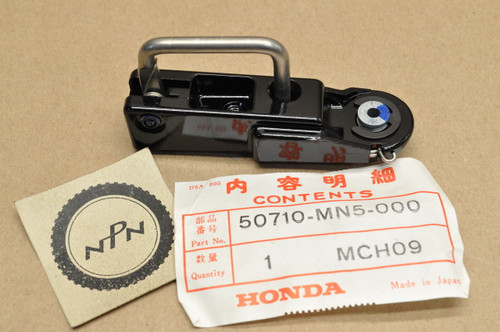 DSA 805
内容明細
CONTENTS
部品番号
Part No.
50710-MN5-000
数量
Quantity
1 MCH09
HONDA
Made in Japan
NPN